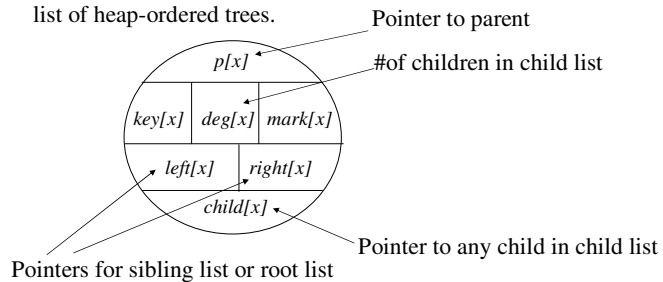 list of heap-ordered trees.
Pointer to parent
p[x]
#of children in child list
key[x] deg[x] mark[x]
left[x] right[x]
child[x]
Pointer to any child in child list
Pointers for sibling list or root list